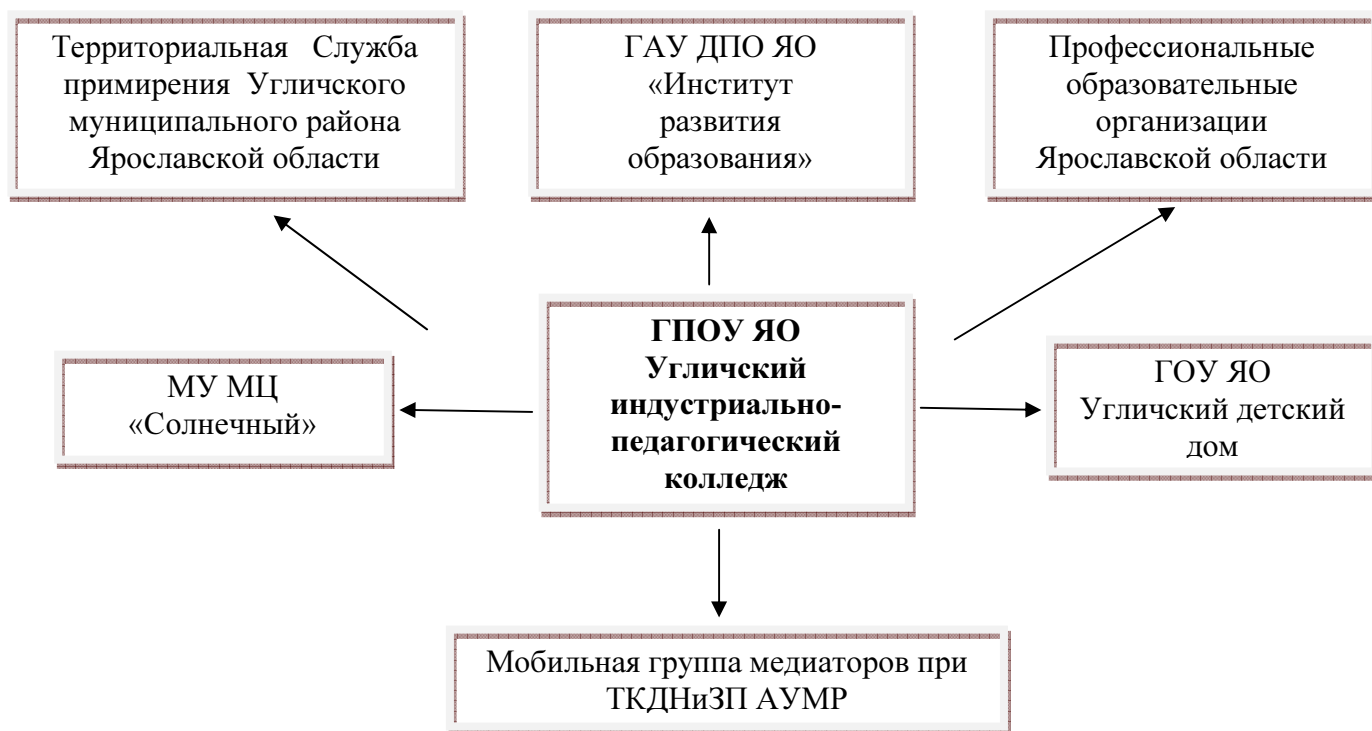 Территориальная Служба
примирения Угличского
муниципального района
Ярославской области
ГАУ ДПО ЯО
«Институт
развития
образования»
Профессиональные
образовательные
организации
Ярославской области
МУ МЦ
«Солнечный»
ГПОУ ЯО
Угличский
индустриально-
педагогический
колледж
ГОУ ЯО
Угличский детский
дом
Мобильная группа медиаторов при
ТКДНиЗП АУМР